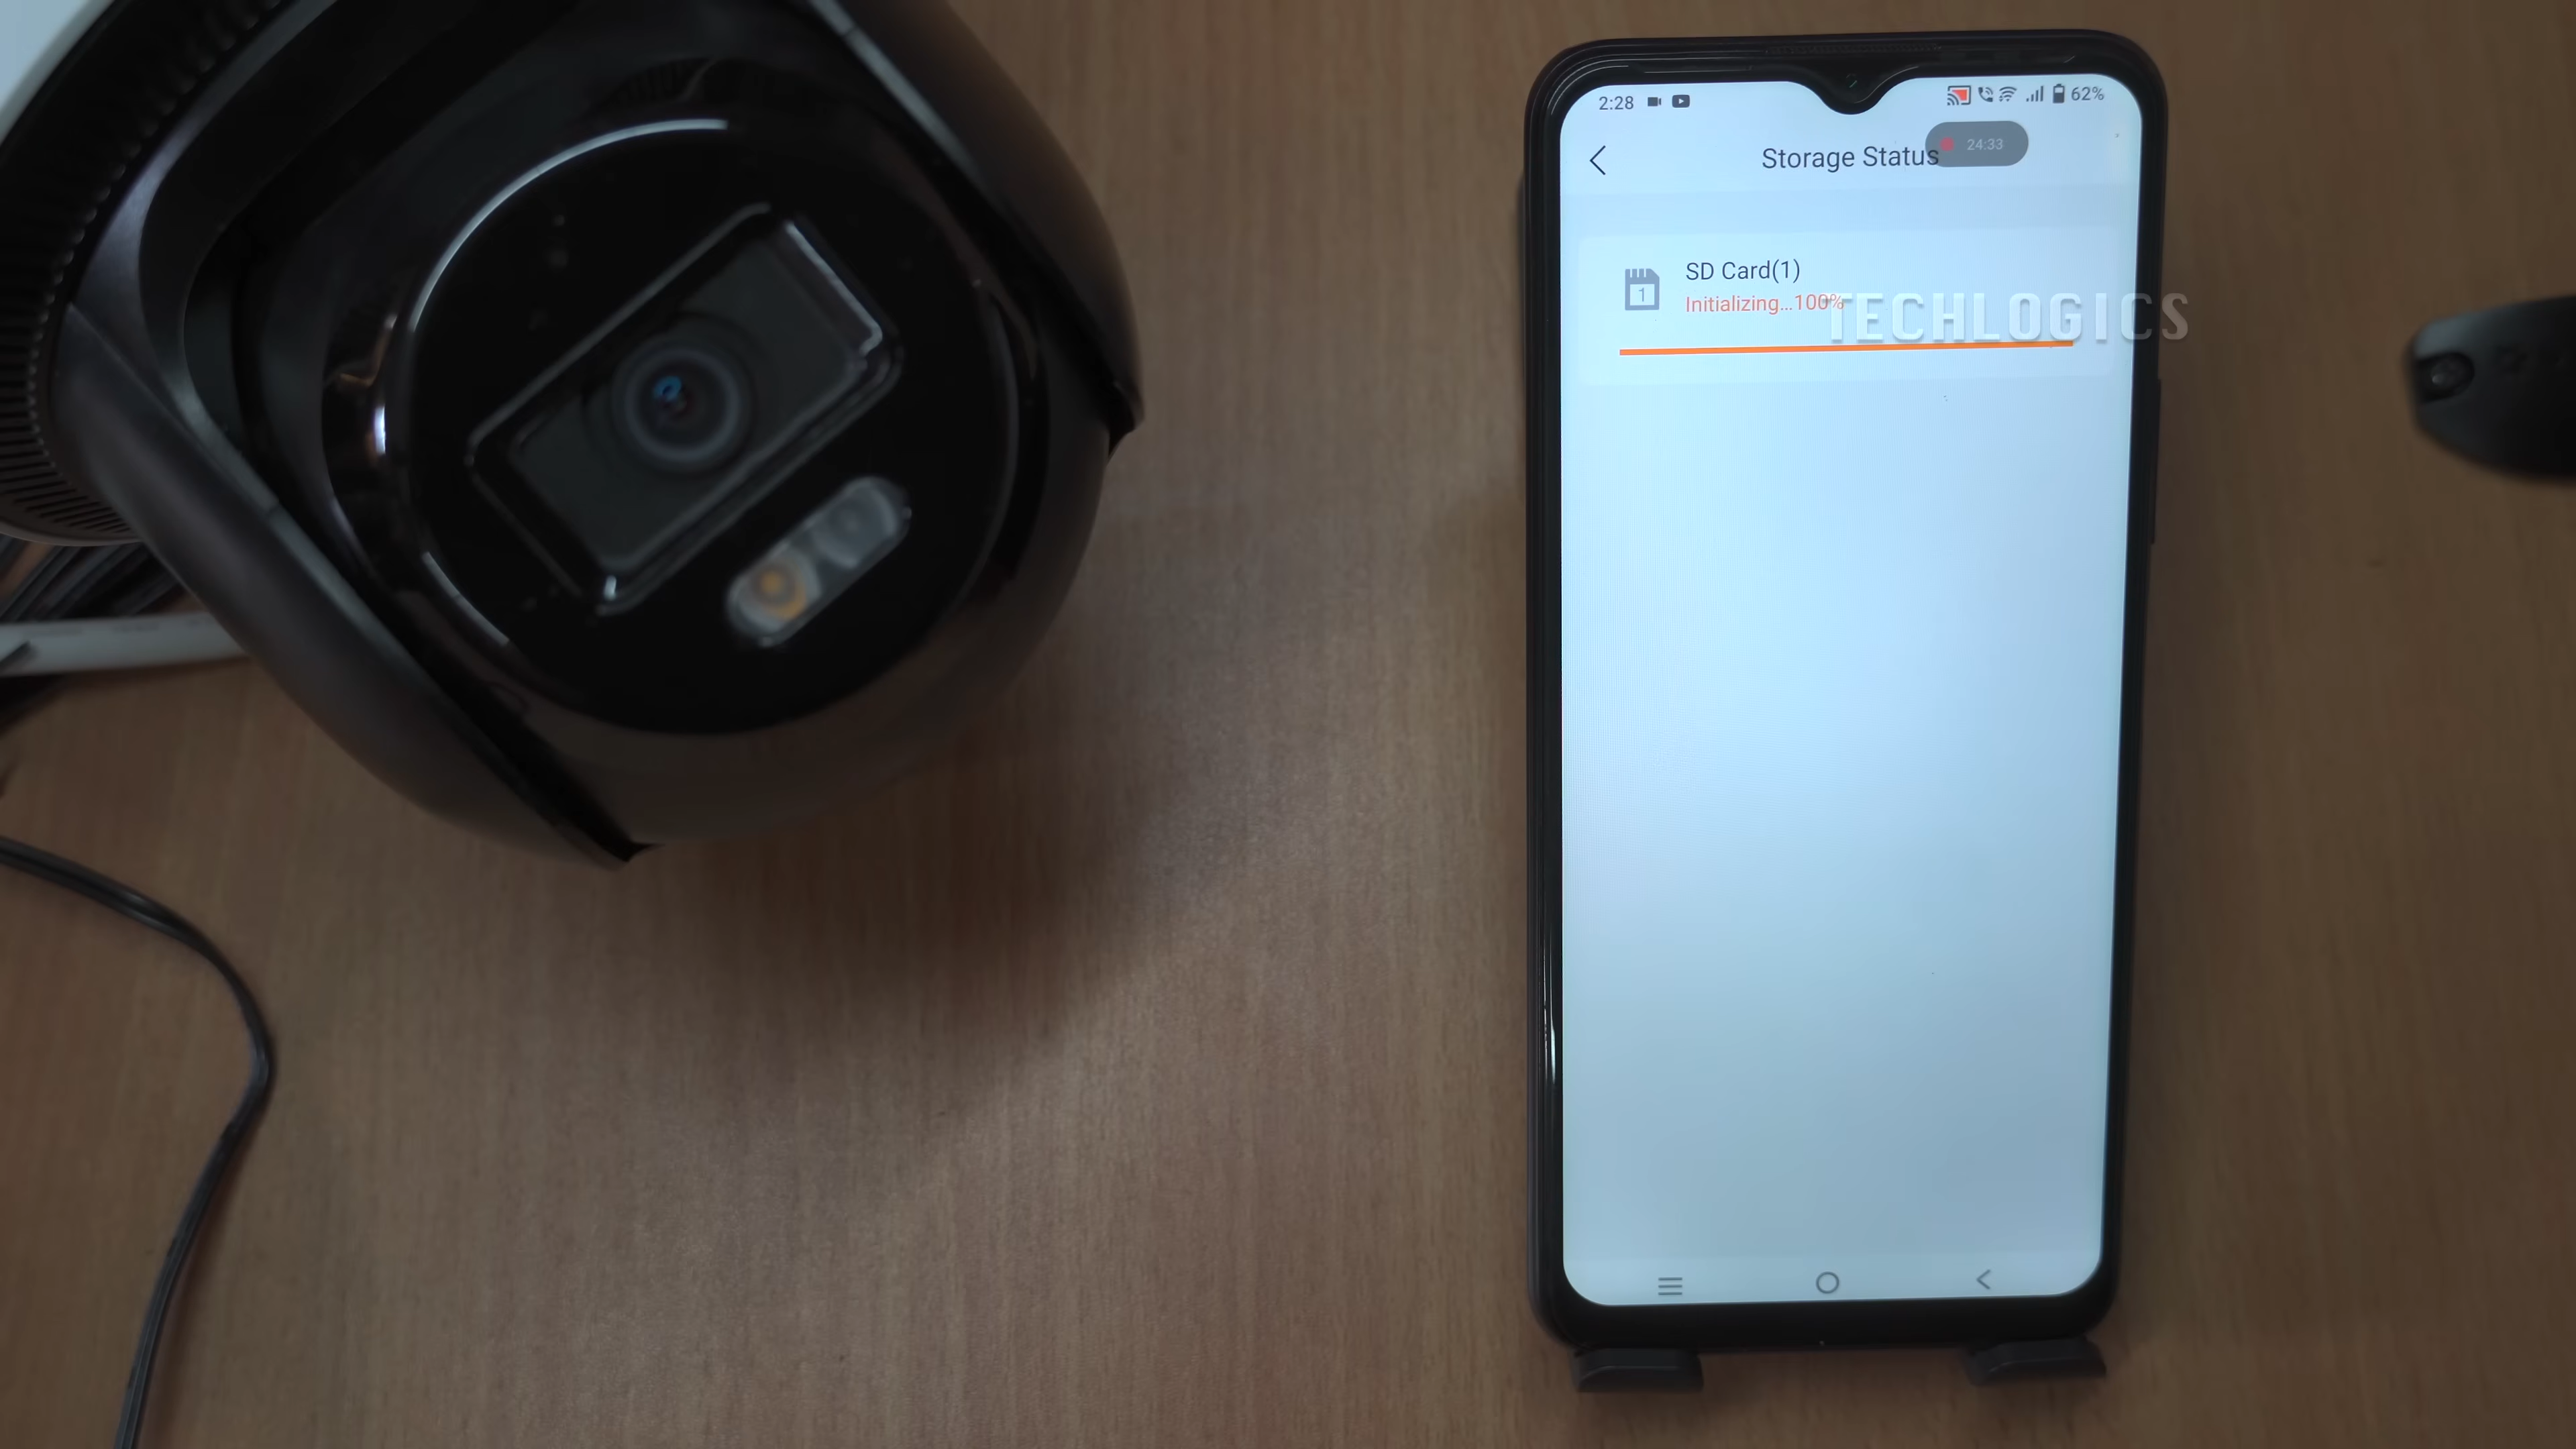 2:28
62%
24:33
Storage Status
SD Card(1)
1
Initializing...100%
TECHLOGICS